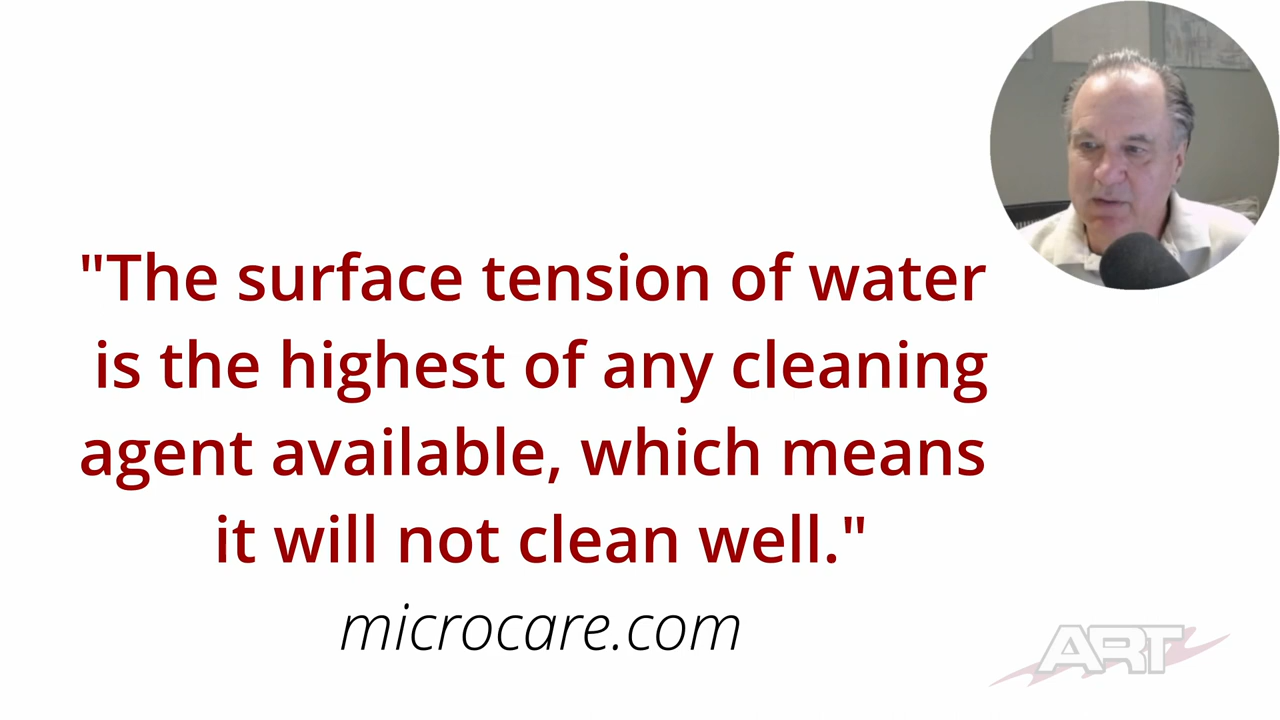 "The surface tension of water
is the highest of any cleaning
agent available, which means
it will not clean well."
microcare.com
ART